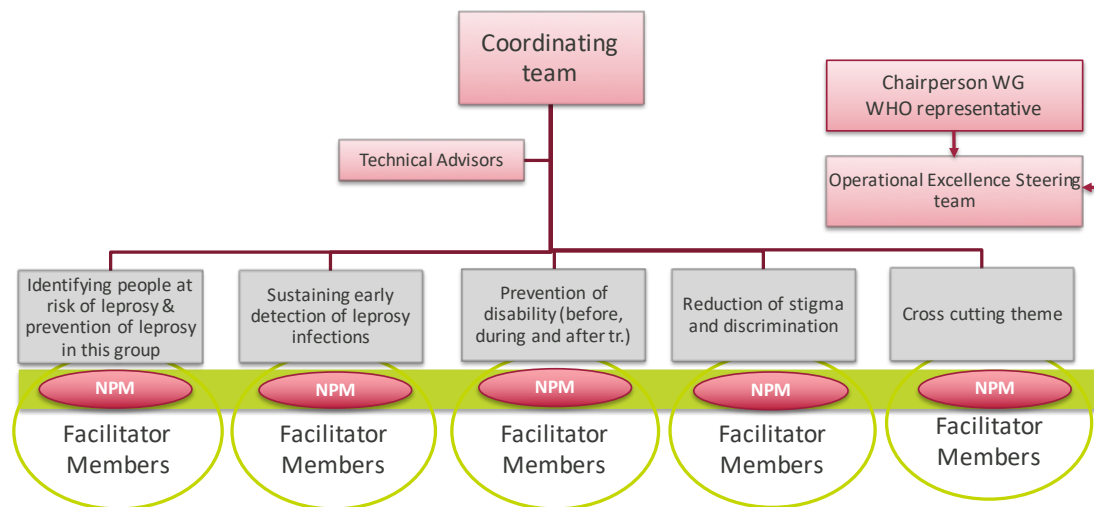 Coordinating
team
Chairperson WG
WHO representative
Technical Advisors
Operational Excellence Steering
team
Identifying people at
risk of leprosy &
prevention of leprosy
in this group
Sustaining early
detection of leprosy
infections
Prevention of
disability (before,
during and after tr.)
Reduction of stigma
and discrimination
Cross cutting theme
NPM
NPM
NPM
NPM
NPM
Facilitator
Members
Facilitator
Members
Facilitator
Members
Facilitator
Members
Facilitator
Members